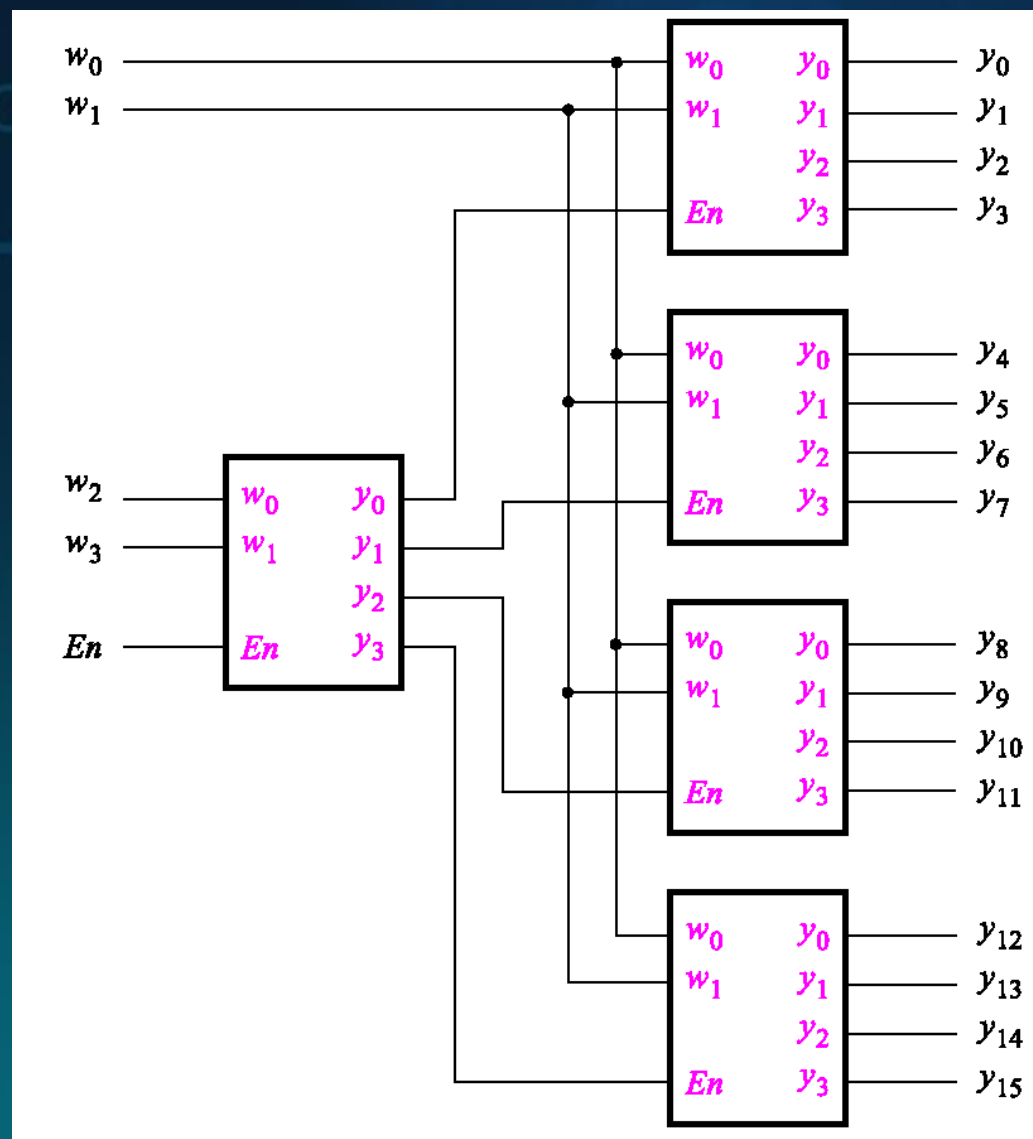 w₀ w₀ y₀ y₀
w₁ w₁ y₁ y₁
y₂ y₂
En y₃ y₃
w₀ y₀ y₄
w₁ y₁ y₅
y₂ y₆
En y₃ y₇
w₂ w₀ y₀
w₃ w₁ y₁
y₂
En En y₃
w₀ y₀ y₈
w₁ y₁ y₉
y₂ y₁₀
En y₃ y₁₁
w₀ y₀ y₁₂
w₁ y₁ y₁₃
y₂ y₁₄
En y₃ y₁₅